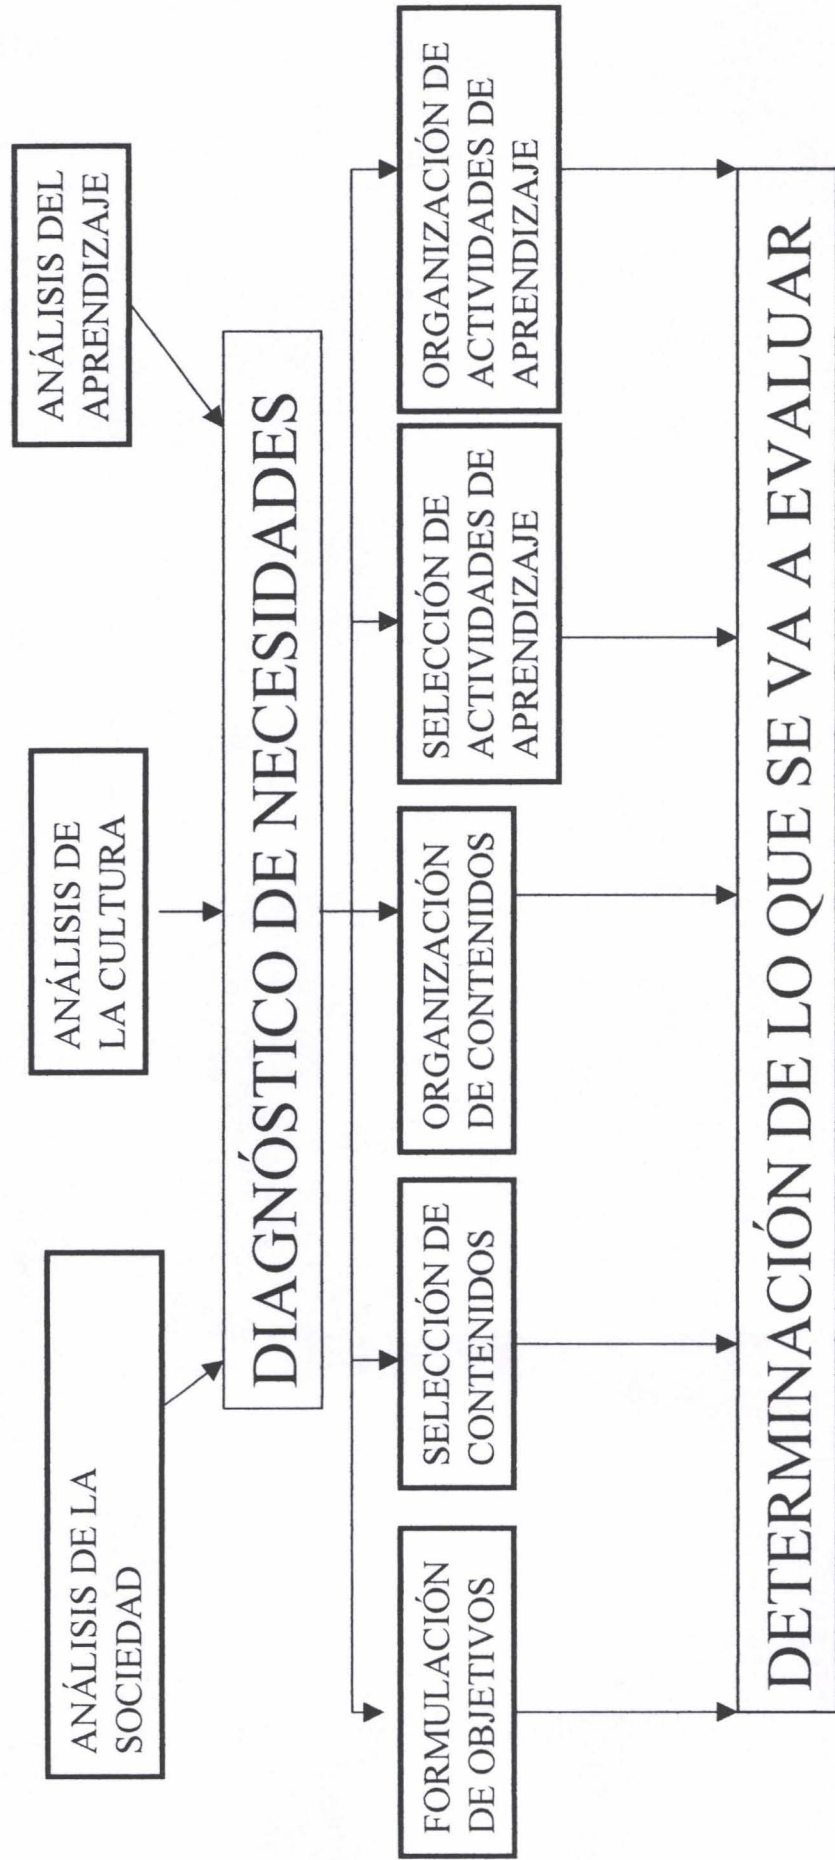 ANÁLISIS DE LA
SOCIEDAD
ANÁLISIS DE
LA CULTURA
ANÁLISIS DEL
APRENDIZAJE
DIAGNÓSTICO DE NECESIDADES
FORMULACIÓN
DE OBJETIVOS
SELECCIÓN DE
CONTENIDOS
ORGANIZACIÓN
DE CONTENIDOS
SELECCIÓN DE
ACTIVIDADES DE
APRENDIZAJE
ORGANIZACIÓN DE
ACTIVIDADES DE
APRENDIZAJE
DETERMINACIÓN DE LO QUE SE VA A EVALUAR